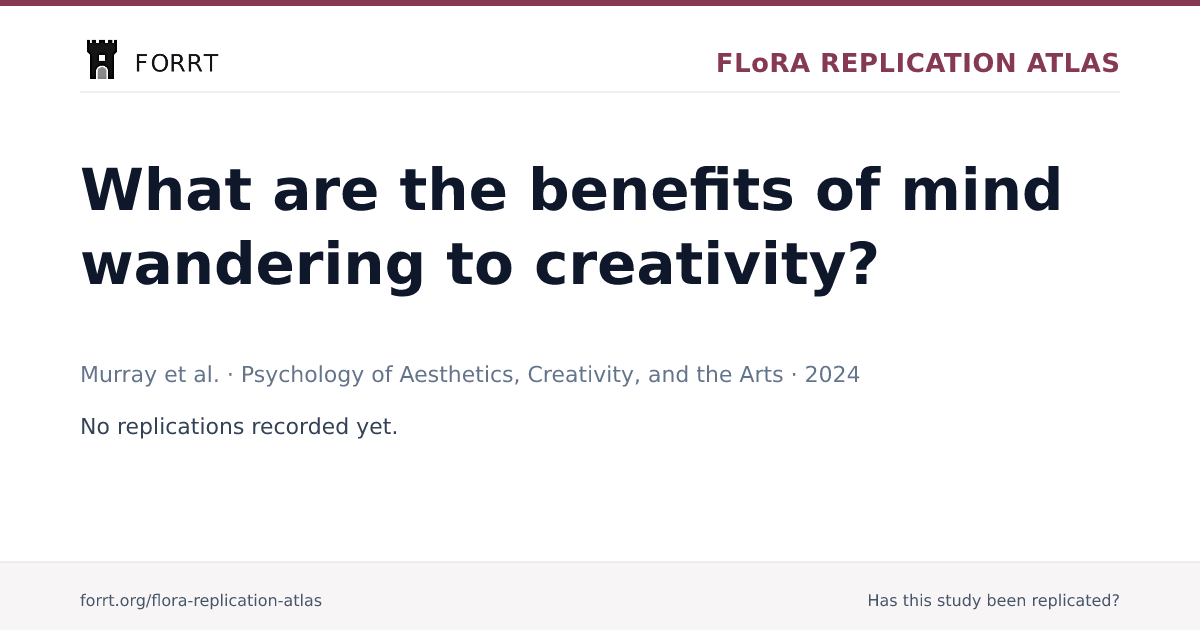 FORRT
FLoRA REPLICATION ATLAS
What are the benefits of mind
wandering to creativity?
Murray et al. · Psychology of Aesthetics, Creativity, and the Arts · 2024
No replications recorded yet.
forrt.org/flora-replication-atlas
Has this study been replicated?